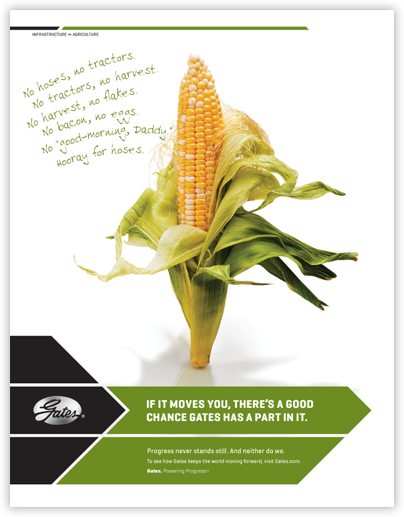 INFRASTRUCTURE >> AGRICULTURE
No hoses, no tractors.
No tractors, no harvest.
No harvest, no flakes.
No bacon, no eggs.
No "good-morning, Daddy."
Hooray for hoses.
Gates
IF IT MOVES YOU, THERE'S A GOOD
CHANCE GATES HAS A PART IN IT.
Progress never stands still. And neither do we.
To see how Gates keeps the world moving forward, visit Gates.com.
Gates. Powering Progress